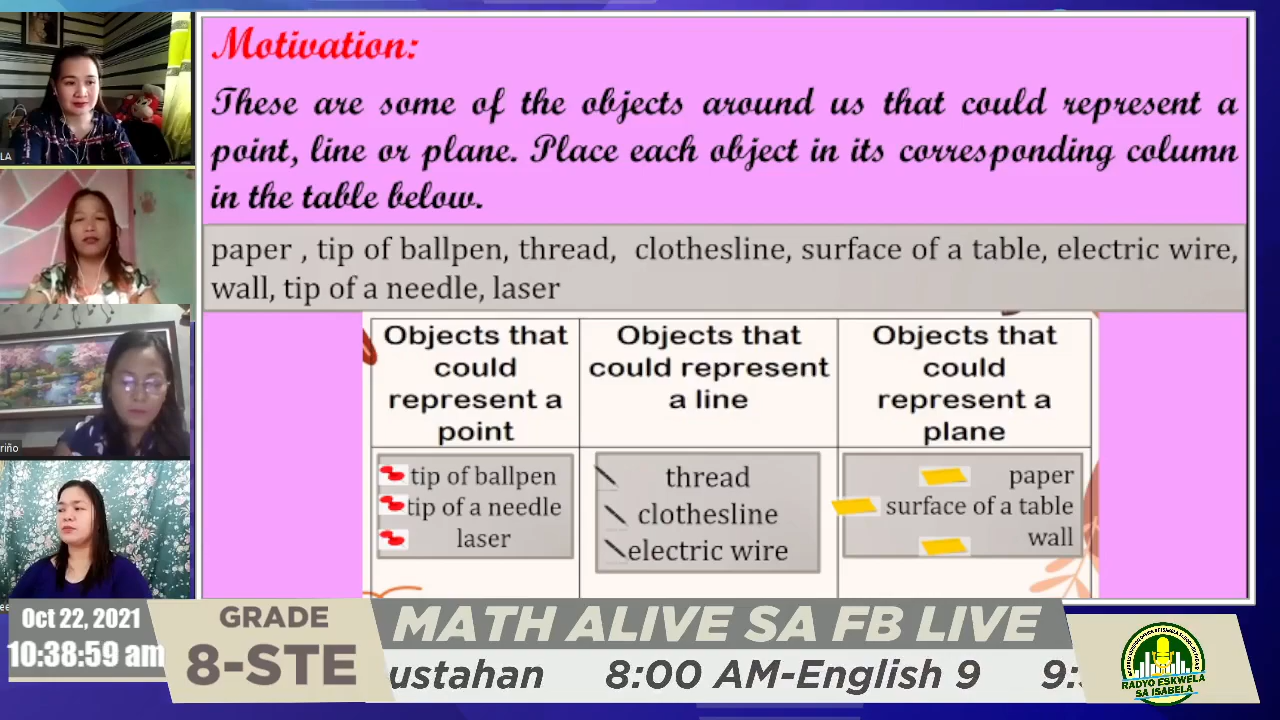 Motivation:
These are some of the objects around us that could represent a
point, line or plane. Place each object in its corresponding column
in the table below.
paper , tip of ballpen, thread, clothesline, surface of a table, electric wire,
wall, tip of a needle, laser
Objects that
could
represent a
point
Objects that
could represent
a line
Objects that
could
represent a
plane
tip of ballpen
tip of a needle
laser
thread
clothesline
electric wire
paper
surface of a table
wall
LA
riño
Oct 22, 2021
10:38:59 am
GRADE
8-STE
MATH ALIVE SA FB LIVE
ustahan 8:00 AM-English 9
RADYO ESKWELA
SA ISABELA